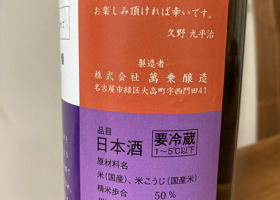 お楽しみ頂ければ幸いです。
久野 九平治
製造者
株式会社 萬乗醸造
名古屋市緑区大高町字西門田41
品目
日本酒
要冷蔵
1~5℃以下
原材料名
米(国産)、米こうじ(国産米)
精米歩合
50%